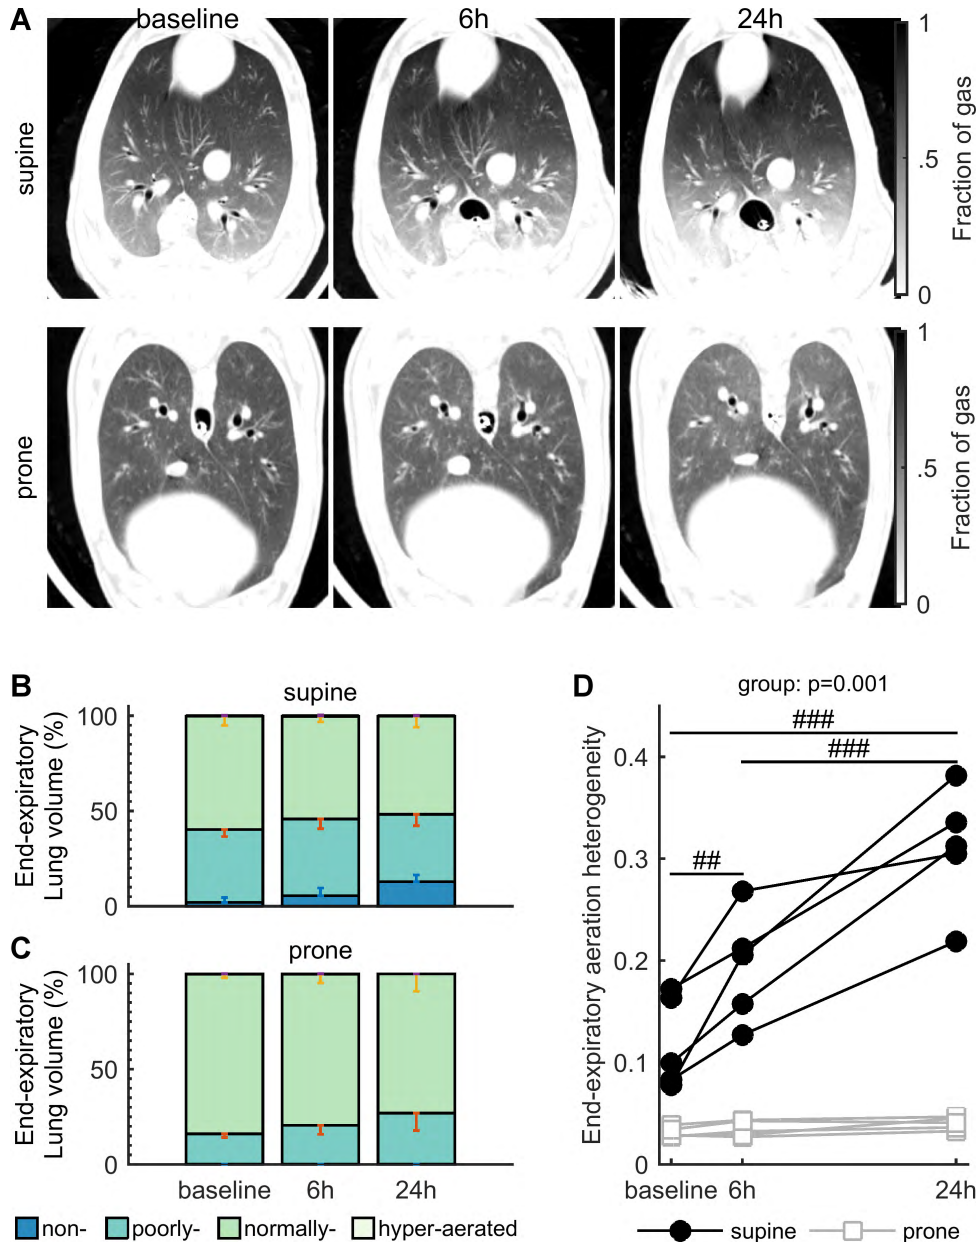 A
baseline
6h
24h
supine
1
.5
0
Fraction of gas
prone
1
.5
0
Fraction of gas
B
supine
End-expiratory
Lung volume (%)
100
50
0
C
prone
End-expiratory
Lung volume (%)
100
50
0
baseline
6h
24h
non-
poorly-
normally-
hyper-aerated
D
group: p=0.001
###
###
##
End-expiratory aeration heterogeneity
0.4
0.3
0.2
0.1
0
baseline
6h
24h
supine
prone